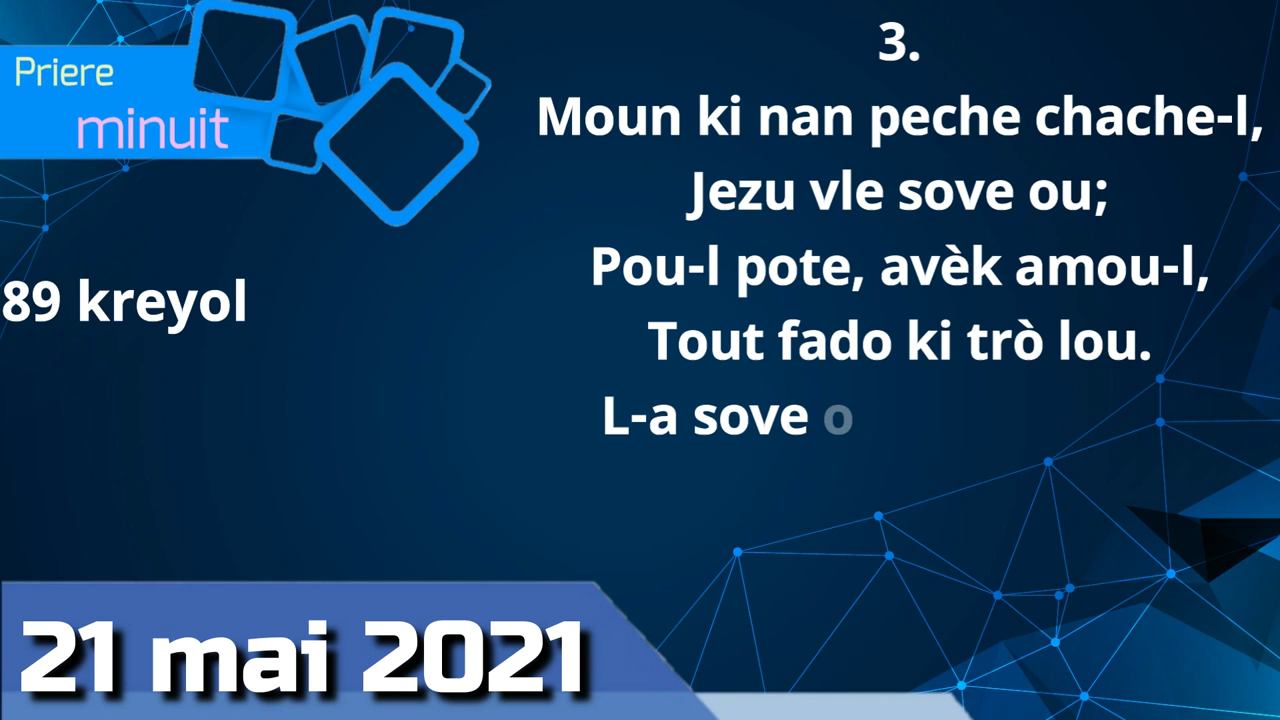 Priere
minuit
89 kreyol
3.
Moun ki nan peche chache-l,
Jezu vle sove ou;
Pou-l pote, avèk amou-l,
Tout fado ki trò lou.
L-a sove o
21 mai 2021